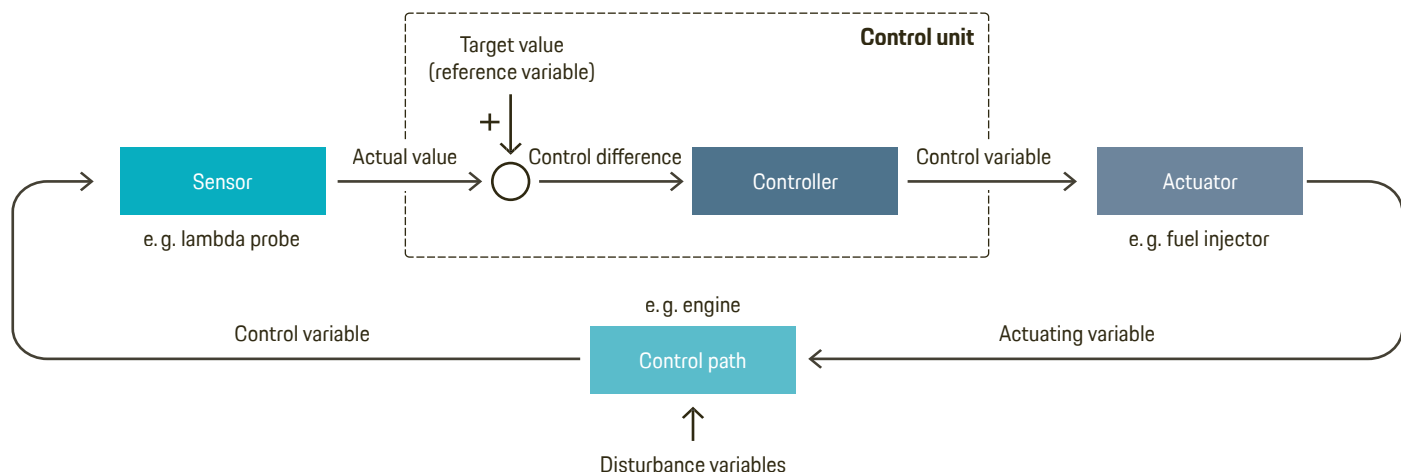 Control unit
Target value
(reference variable)
+
Actual value
Control difference
Control variable
Sensor
Controller
Actuator
e. g. lambda probe
e. g. fuel injector
e. g. engine
Control variable
Actuating variable
Control path
Disturbance variables